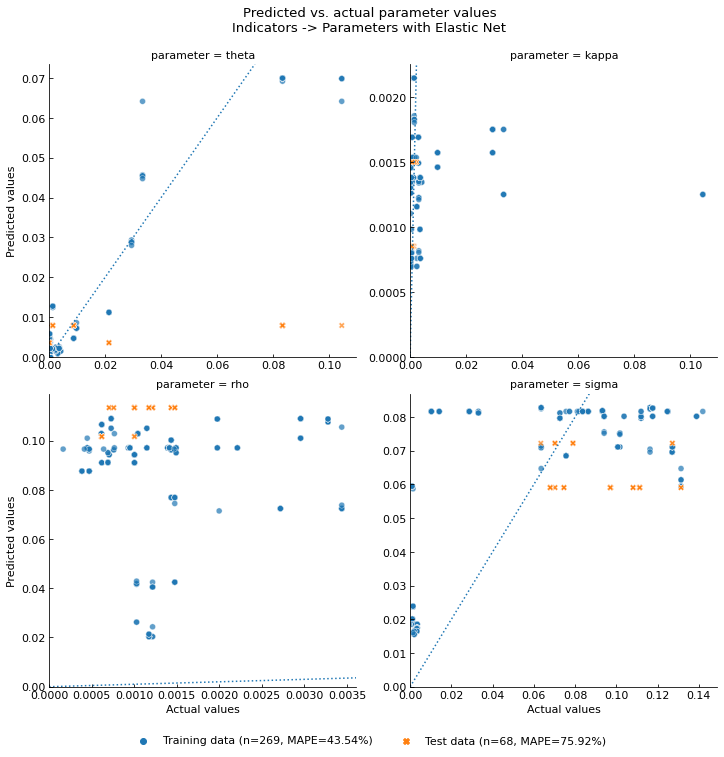 Predicted vs. actual parameter values
Indicators -> Parameters with Elastic Net
parameter = theta
parameter = kappa
Predicted values
0.07
0.06
0.05
0.04
0.03
0.02
0.01
0.00
0.00 0.02 0.04 0.06 0.08 0.10
0.0020
0.0015
0.0010
0.0005
0.0000
0.00 0.02 0.04 0.06 0.08 0.10
parameter = rho
parameter = sigma
Predicted values
0.10
0.08
0.06
0.04
0.02
0.00
0.0000 0.0005 0.0010 0.0015 0.0020 0.0025 0.0030 0.0035
Actual values
0.08
0.07
0.06
0.05
0.04
0.03
0.02
0.01
0.00
0.00 0.02 0.04 0.06 0.08 0.10 0.12 0.14
Actual values
Training data (n=269, MAPE=43.54%)
Test data (n=68, MAPE=75.92%)